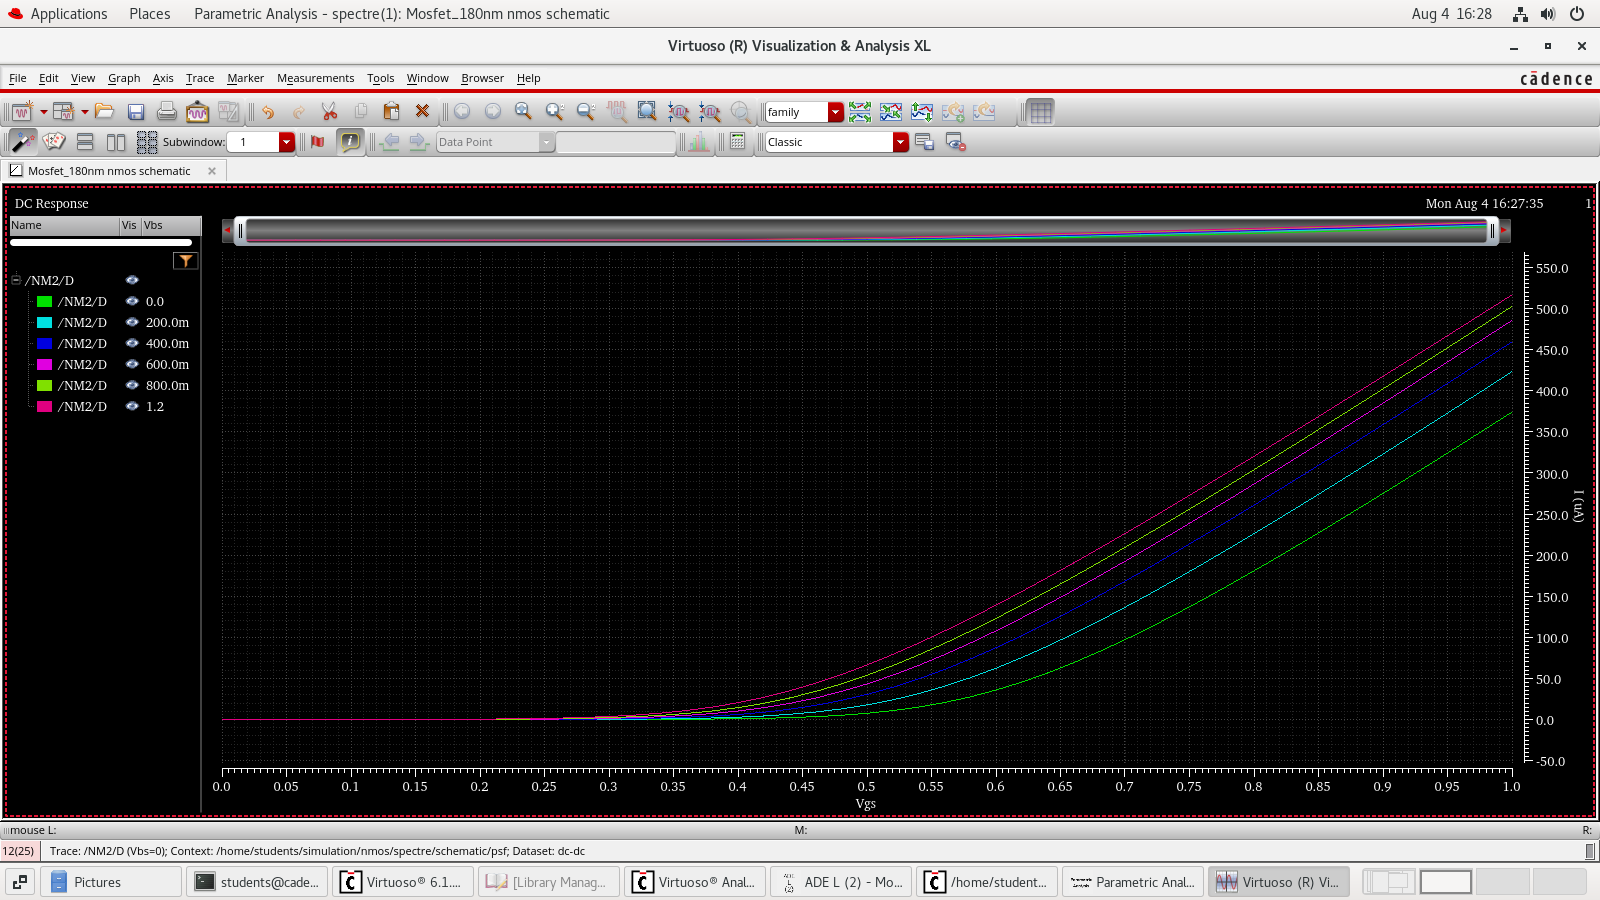 Applications Places Parametric Analysis - spectre(1): Mosfet_180nm nmos schematic Aug 4 16:28
Virtuoso (R) Visualization & Analysis XL
File Edit View Graph Axis Trace Marker Measurements Tools Window Browser Help cādence
family
Subwindow: 1 Data Point Classic
Mosfet_180nm nmos schematic
DC Response Mon Aug 4 16:27:35 1
Name Vis Vbs
/NM2/D
/NM2/D 0.0
/NM2/D 200.0m
/NM2/D 400.0m
/NM2/D 600.0m
/NM2/D 800.0m
/NM2/D 1.2
550.0
500.0
450.0
400.0
350.0
300.0
250.0
200.0
150.0
100.0
50.0
0.0
-50.0
I (uA)
0.0 0.05 0.1 0.15 0.2 0.25 0.3 0.35 0.4 0.45 0.5 0.55 0.6 0.65 0.7 0.75 0.8 0.85 0.9 0.95 1.0
Vgs
mouse L: M: R:
12(25) Trace: /NM2/D (Vbs=0); Context: /home/students/simulation/nmos/spectre/schematic/psf; Dataset: dc-dc
Pictures students@cade... Virtuoso® 6.1.... [Library Manag... Virtuoso® Anal... ADE L (2) - Mo... /home/student... Parametric Anal... Virtuoso (R) Vi...